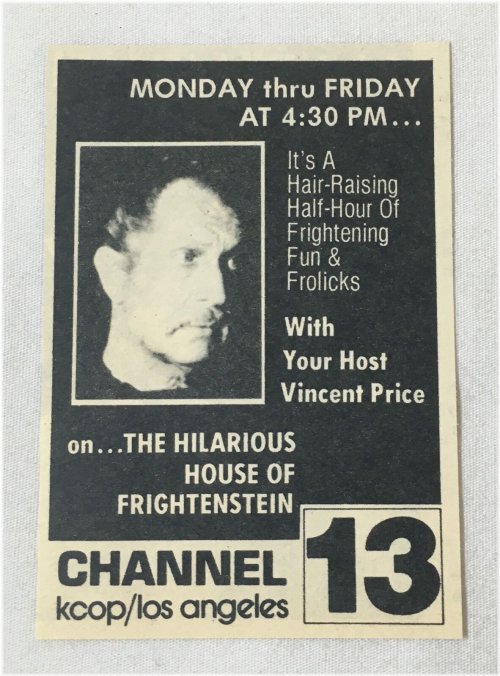 MONDAY thru FRIDAY
AT 4:30 PM...
It's A
Hair-Raising
Half-Hour Of
Frightening
Fun &
Frolicks
With
Your Host
Vincent Price
on...THE HILARIOUS
HOUSE OF
FRIGHTENSTEIN
CHANNEL
kcop/los angeles
13